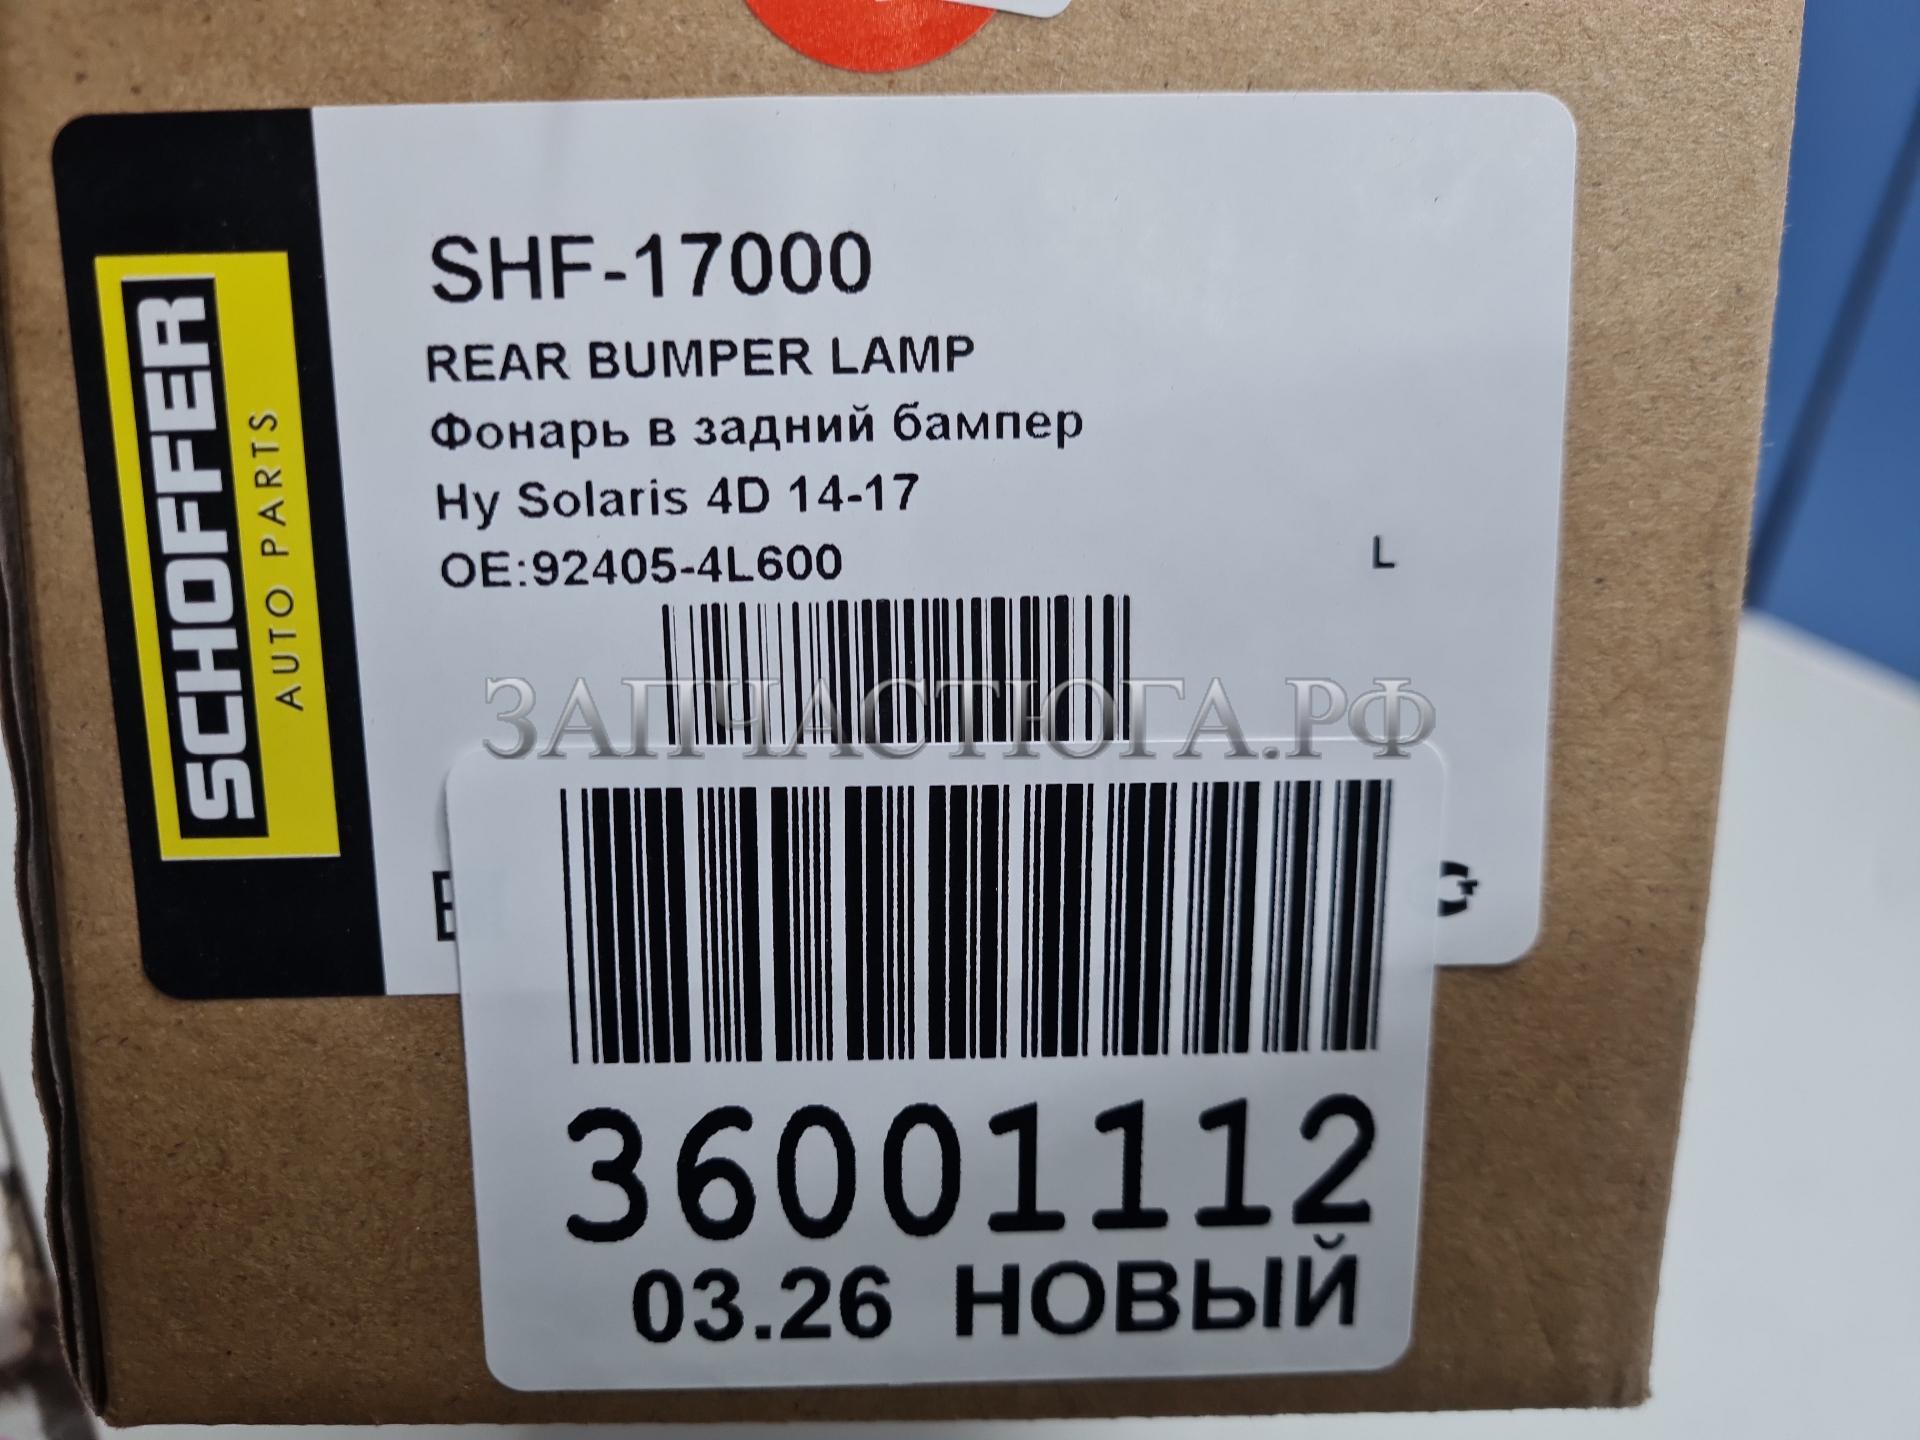 SCHOFFER
AUTO PARTS
SHF-17000
REAR BUMPER LAMP
Фонарь в задний бампер
Hy Solaris 4D 14-17
OE:92405-4L600
L
ЗАПЧАСТЮГА.РФ
36001112
03.26 НОВЫЙ